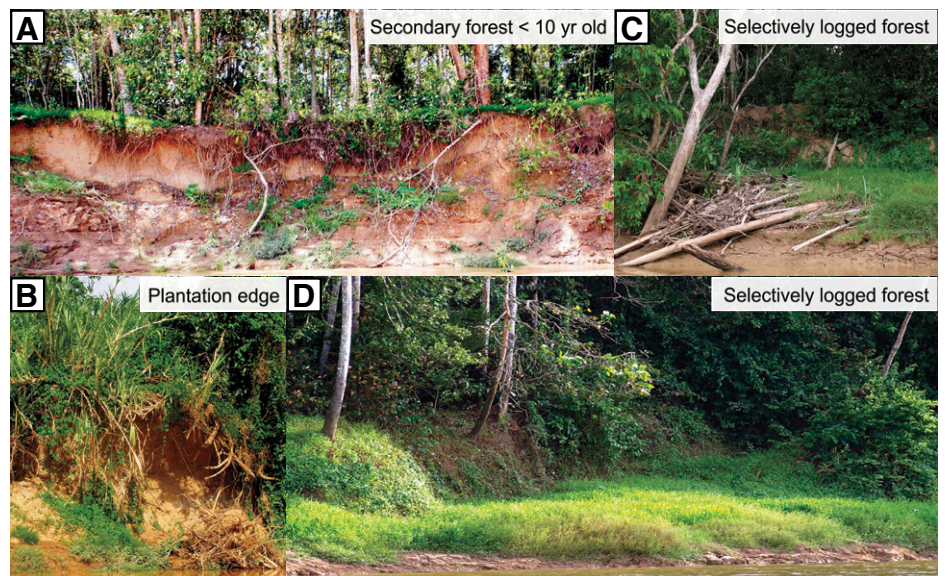 A
Secondary forest < 10 yr old
C
Selectively logged forest
B
Plantation edge
D
Selectively logged forest